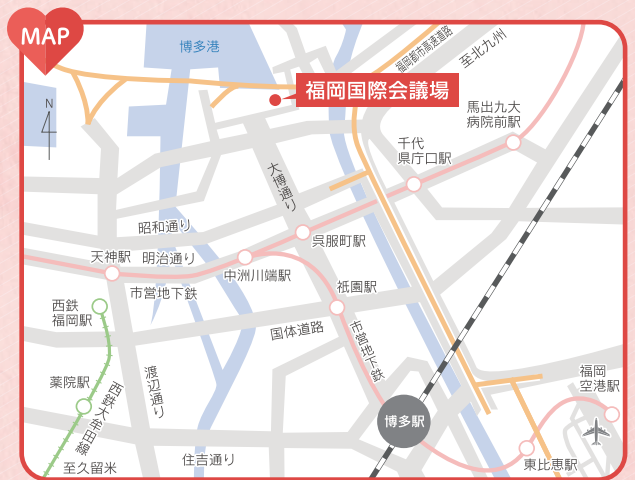 MAP
博多港
福岡都市高速道路
至北九州
福岡国際会議場
N
馬出九大
病院前駅
千代
県庁口駅
大博通り
昭和通り
呉服町駅
天神駅
明治通り
中洲川端駅
市営地下鉄
祇園駅
西鉄
福岡駅
国体道路
市営地下鉄
薬院駅
渡辺通り
西鉄大牟田線
福岡
空港駅
博多駅
至久留米
住吉通り
東比恵駅